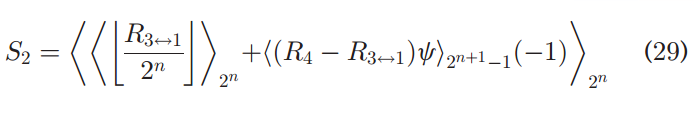 S_2 = ⟨⟨⌊R_{3↔1}/2^n⌋⟩_{2^n} + ⟨(R_4 − R_{3↔1})ψ⟩_{2^{n+1}−1}(−1)⟩_{2^n} (29)